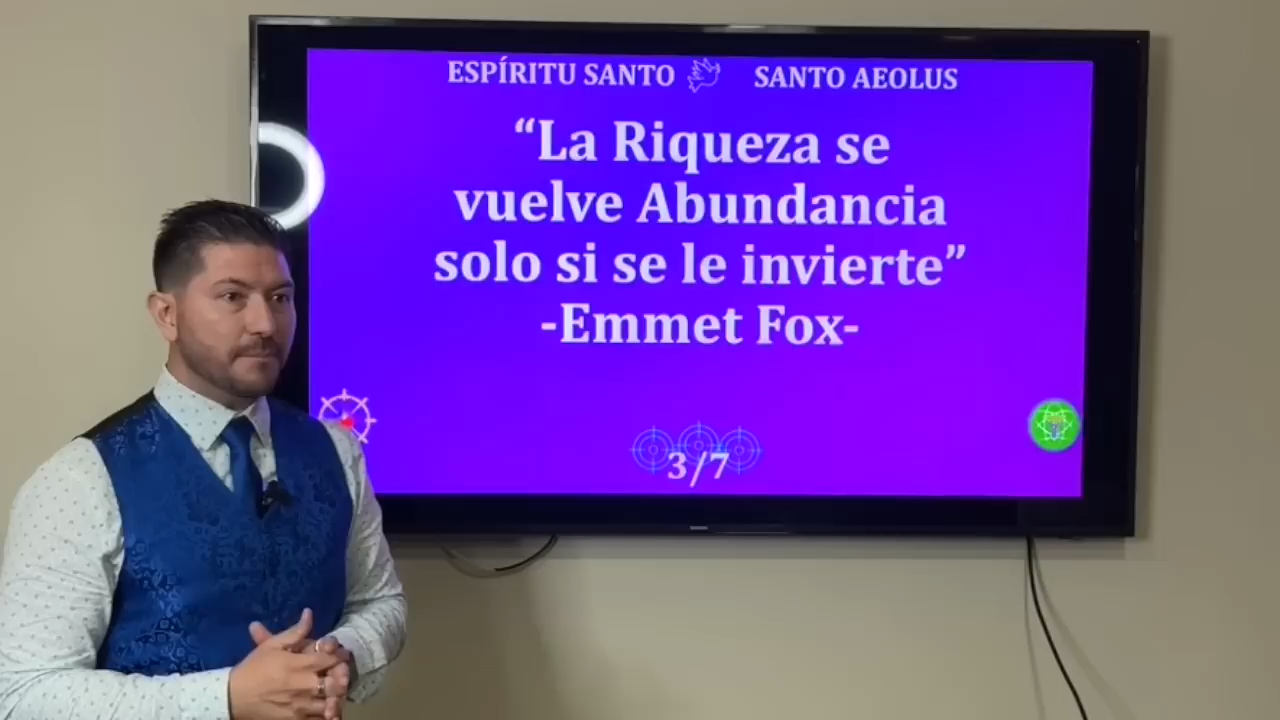 ESPÍRITU SANTO SANTO AEOLUS
“La Riqueza se
vuelve Abundancia
solo si se le invierte”
-Emmet Fox-
3/7